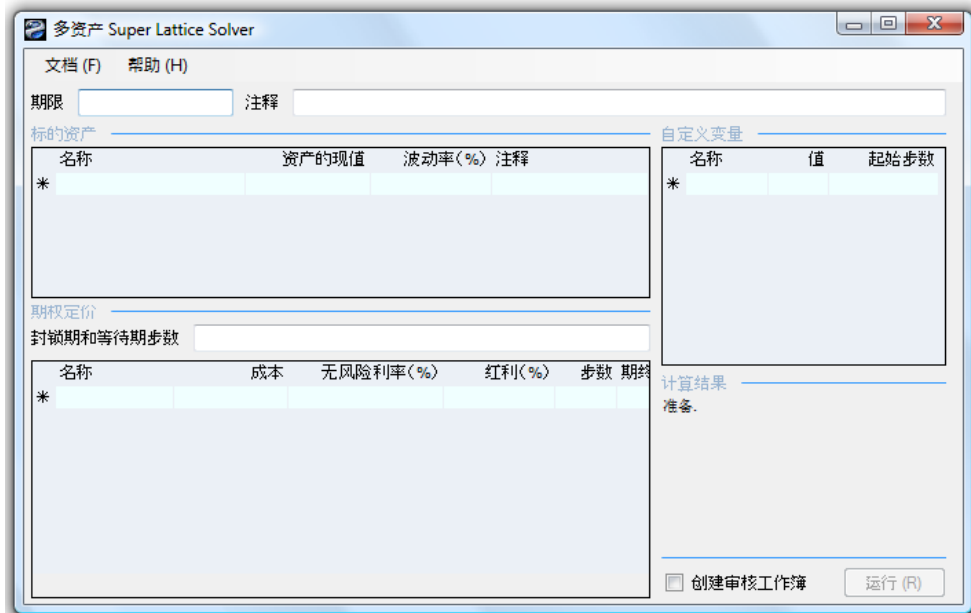 多资产 Super Lattice Solver
文档 (F) 帮助 (H)
期限 注释
标的资产
名称 资产的现值 波动率(%) 注释
*
自定义变量
名称 值 起始步数
*
期权定价
封锁期和等待期步数
名称 成本 无风险利率(%) 红利(%) 步数 期终
*
计算结果
准备.
创建审核工作簿 运行 (R)